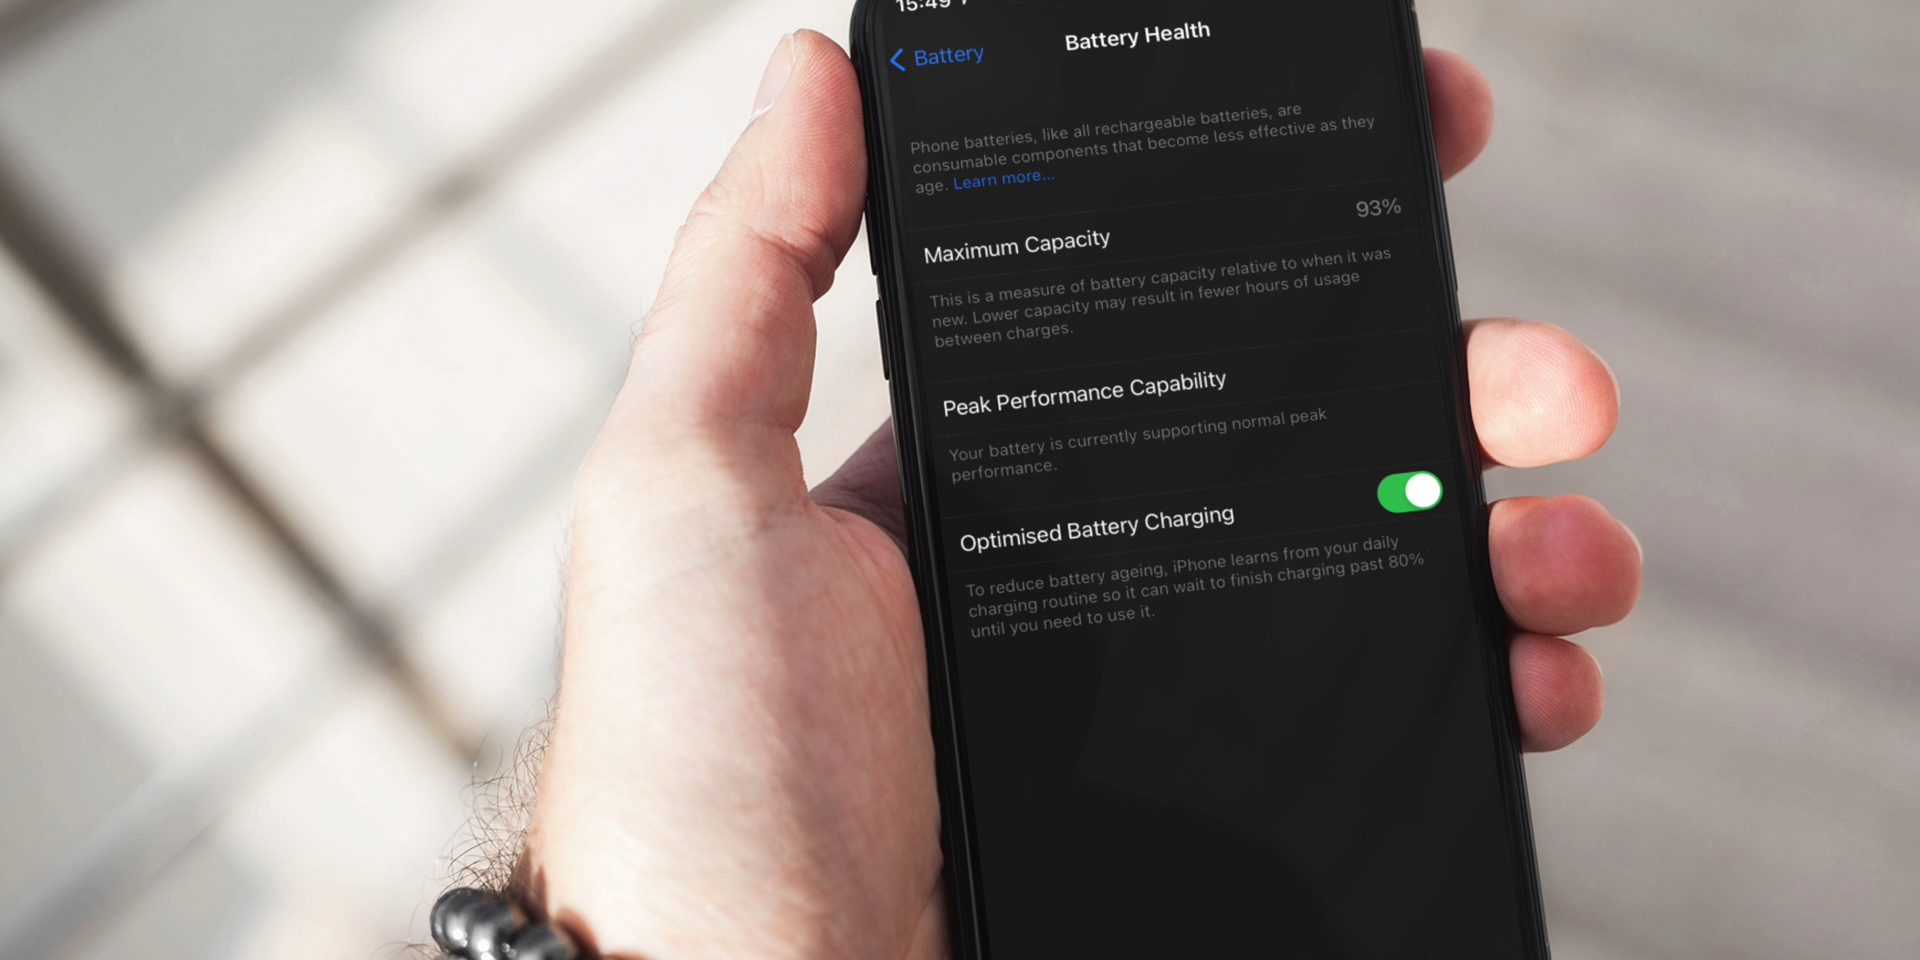 15:49
Battery
Battery Health
Phone batteries, like all rechargeable batteries, are
consumable components that become less effective as they
age. Learn more...
Maximum Capacity 93%
This is a measure of battery capacity relative to when it was
new. Lower capacity may result in fewer hours of usage
between charges.
Peak Performance Capability
Your battery is currently supporting normal peak
performance.
Optimised Battery Charging
To reduce battery ageing, iPhone learns from your daily
charging routine so it can wait to finish charging past 80%
until you need to use it.